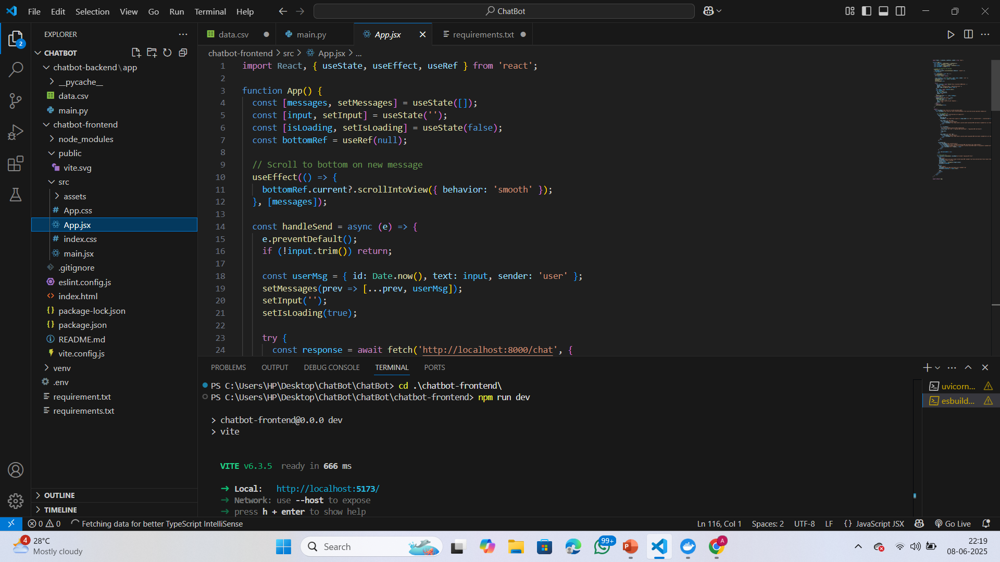 File Edit Selection View Go Run Terminal Help
ChatBot
EXPLORER
CHATBOT
chatbot-backend\app
__pycache__
data.csv
main.py
chatbot-frontend
node_modules
public
vite.svg
src
assets
App.css
App.jsx
index.css
main.jsx
.gitignore
eslint.config.js
index.html
package-lock.json
package.json
README.md
vite.config.js
venv
.env
requirement.txt
requirements.txt
OUTLINE
TIMELINE
2
data.csv main.py App.jsx requirements.txt
chatbot-frontend > src > App.jsx > ...
1 import React, { useState, useEffect, useRef } from 'react';
2
3 function App() {
4 const [messages, setMessages] = useState([]);
5 const [input, setInput] = useState('');
6 const [isLoading, setIsLoading] = useState(false);
7 const bottomRef = useRef(null);
8
9 // Scroll to bottom on new message
10 useEffect(() => {
11 bottomRef.current?.scrollIntoView({ behavior: 'smooth' });
12 }, [messages]);
13
14 const handleSend = async (e) => {
15 e.preventDefault();
16 if (!input.trim()) return;
17
18 const userMsg = { id: Date.now(), text: input, sender: 'user' };
19 setMessages(prev => [...prev, userMsg]);
20 setInput('');
21 setIsLoading(true);
22
23 try {
24 const response = await fetch('http://localhost:8000/chat', {
PROBLEMS OUTPUT DEBUG CONSOLE TERMINAL PORTS
PS C:\Users\HP\Desktop\ChatBot\ChatBot> cd .\chatbot-frontend\
PS C:\Users\HP\Desktop\ChatBot\ChatBot\chatbot-frontend> npm run dev
> chatbot-frontend@0.0.0 dev
> vite
VITE v6.3.5 ready in 666 ms
➜ Local: http://localhost:5173/
➜ Network: use --host to expose
➜ press h + enter to show help
uvicorn...
esbuild...
0 0 Fetching data for better TypeScript IntelliSense
Ln 116, Col 1 Spaces: 2 UTF-8 LF {} JavaScript JSX Go Live
4
28°C
Mostly cloudy
Search
99+
P
A
22:19
08-06-2025